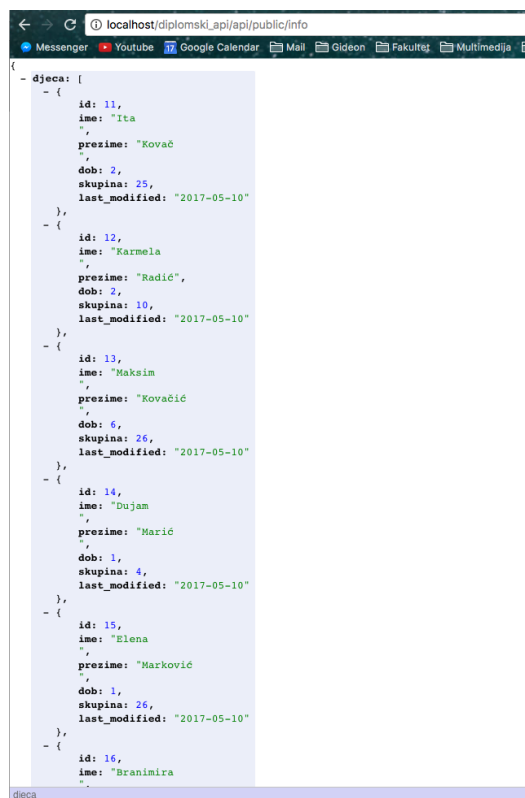 localhost/diplomski_api/api/public/info
Messenger Youtube 17 Google Calendar Mail Gideon Fakultet Multimedija
{
- djeca: [
- {
id: 11,
ime: "Ita
",
prezime: "Kovač
",
dob: 2,
skupina: 25,
last_modified: "2017-05-10"
},
- {
id: 12,
ime: "Karmela
",
prezime: "Radić",
dob: 2,
skupina: 10,
last_modified: "2017-05-10"
},
- {
id: 13,
ime: "Maksim
",
prezime: "Kovačić
",
dob: 6,
skupina: 26,
last_modified: "2017-05-10"
},
- {
id: 14,
ime: "Dujam
",
prezime: "Marić
",
dob: 1,
skupina: 4,
last_modified: "2017-05-10"
},
- {
id: 15,
ime: "Elena
",
prezime: "Marković
",
dob: 1,
skupina: 26,
last_modified: "2017-05-10"
},
- {
id: 16,
ime: "Branimira
",
djeca